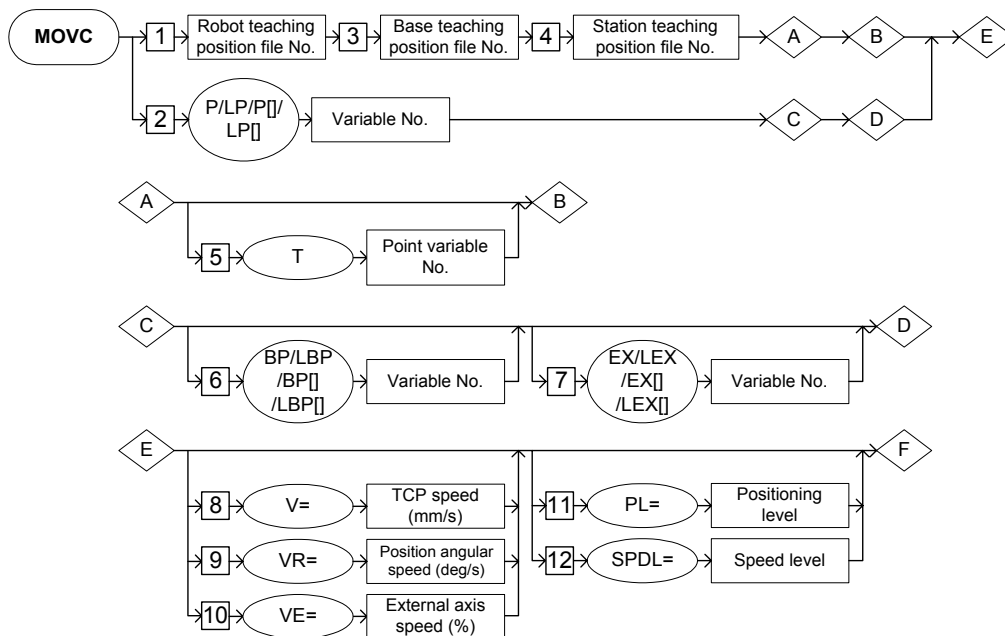 MOVC
1
Robot teaching
position file No.
3
Base teaching
position file No.
4
Station teaching
position file No.
A
B
E
2
P/LP/P[]/
LP[]
Variable No.
C
D
A
B
5
T
Point variable
No.
C
D
6
BP/LBP
/BP[]
/LBP[]
Variable No.
7
EX/LEX
/EX[]
/LEX[]
Variable No.
E
F
8
V=
TCP speed
(mm/s)
11
PL=
Positioning
level
9
VR=
Position angular
speed (deg/s)
12
SPDL=
Speed level
10
VE=
External axis
speed (%)